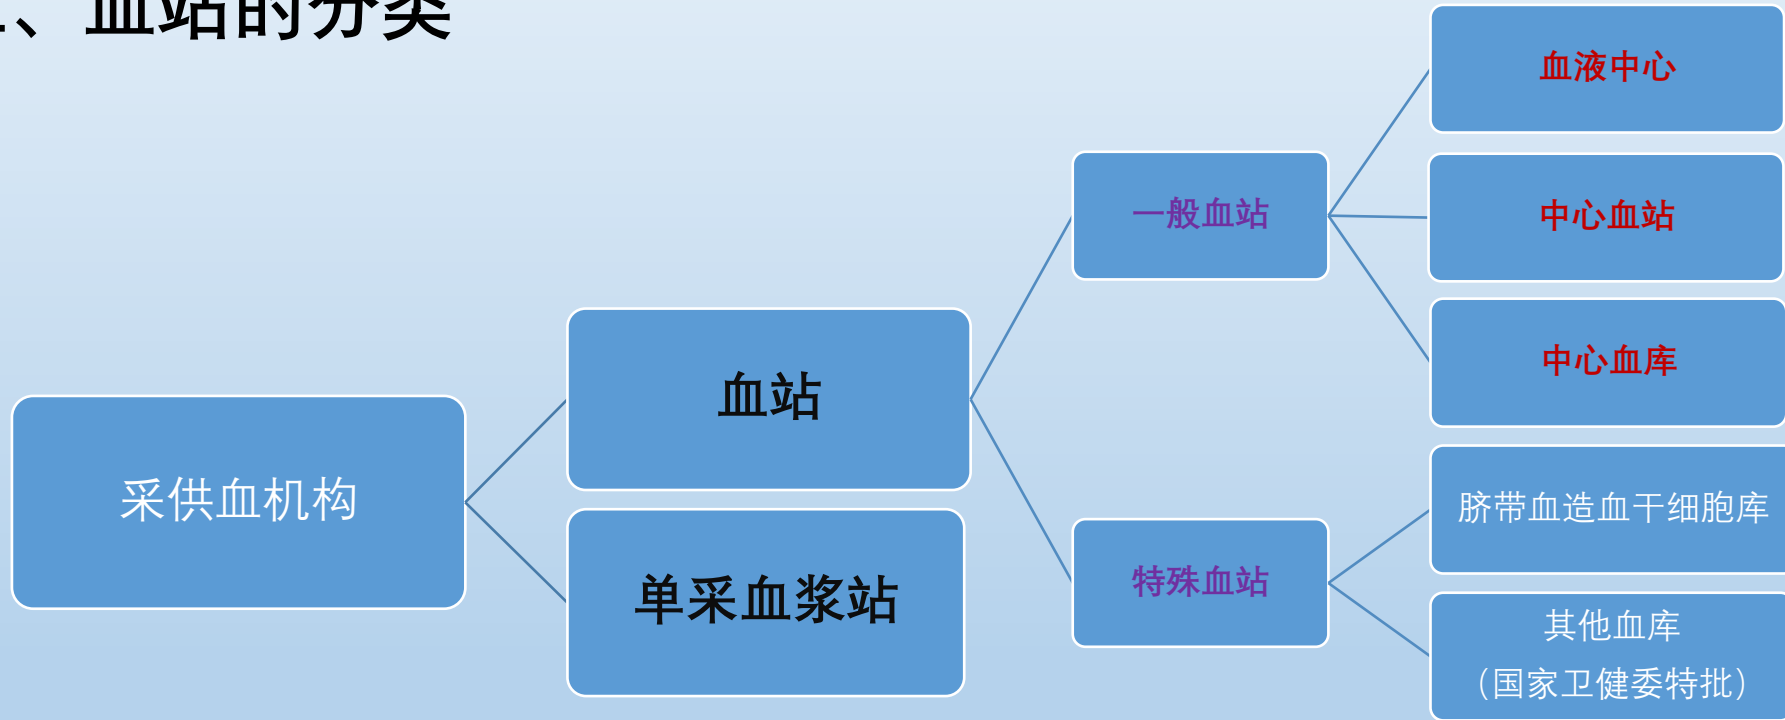 、血站的分类
血液中心
一般血站
中心血站
中心血库
血站
采供血机构
单采血浆站
特殊血站
脐带血造血干细胞库
其他血库
（国家卫健委特批）